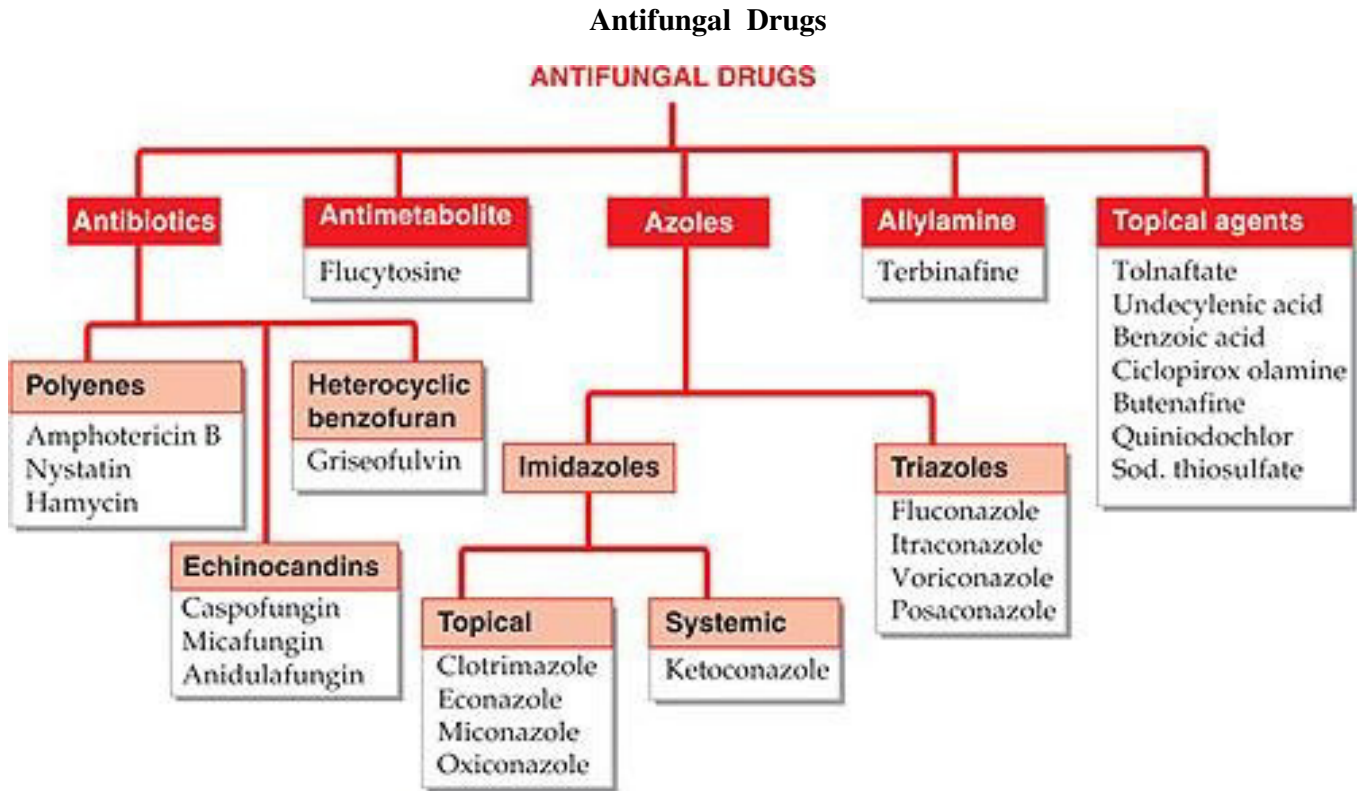 Antifungal Drugs
ANTIFUNGAL DRUGS
Antibiotics
Antimetabolite
Flucytosine
Azoles
Allylamine
Terbinafine
Topical agents
Tolnaftate
Undecylenic acid
Benzoic acid
Ciclopirox olamine
Butenafine
Quiniodochlor
Sod. thiosulfate
Polyenes
Amphotericin B
Nystatin
Hamycin
Heterocyclic
benzofuran
Griseofulvin
Echinocandins
Caspofungin
Micafungin
Anidulafungin
Imidazoles
Topical
Clotrimazole
Econazole
Miconazole
Oxiconazole
Systemic
Ketoconazole
Triazoles
Fluconazole
Itraconazole
Voriconazole
Posaconazole